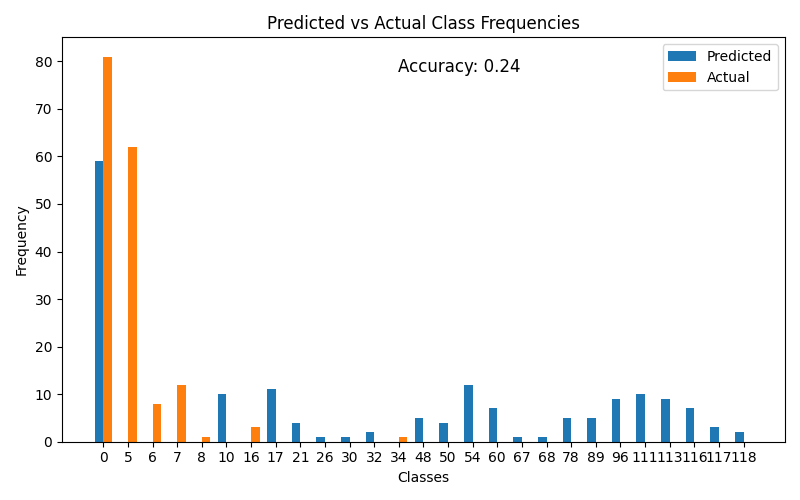 Predicted vs Actual Class Frequencies
Accuracy: 0.24
Predicted
Actual
Frequency
80
70
60
50
40
30
20
10
0
0 5 6 7 8 10 16 17 21 26 30 32 34 48 50 54 60 67 68 78 89 96 111 113 116 117 118
Classes